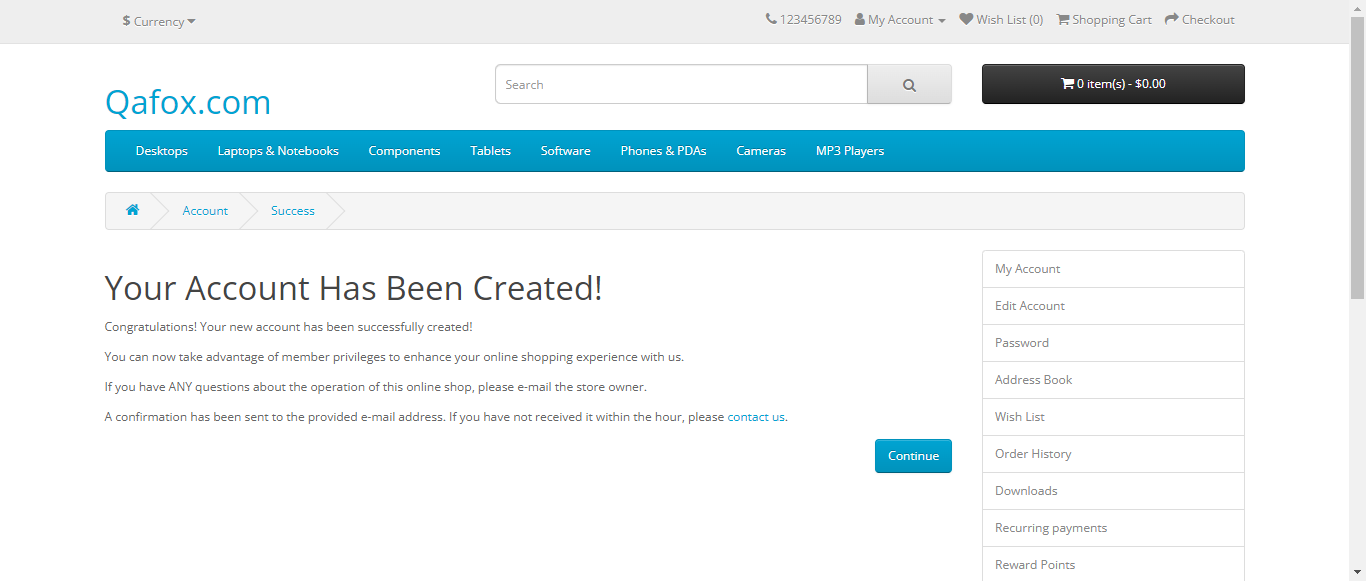 $ Currency
123456789 My Account Wish List (0) Shopping Cart Checkout
Qafox.com
Search
0 item(s) - $0.00
Desktops Laptops & Notebooks Components Tablets Software Phones & PDAs Cameras MP3 Players
Account Success
Your Account Has Been Created!
Congratulations! Your new account has been successfully created!
You can now take advantage of member privileges to enhance your online shopping experience with us.
If you have ANY questions about the operation of this online shop, please e-mail the store owner.
A confirmation has been sent to the provided e-mail address. If you have not received it within the hour, please contact us.
Continue
My Account
Edit Account
Password
Address Book
Wish List
Order History
Downloads
Recurring payments
Reward Points